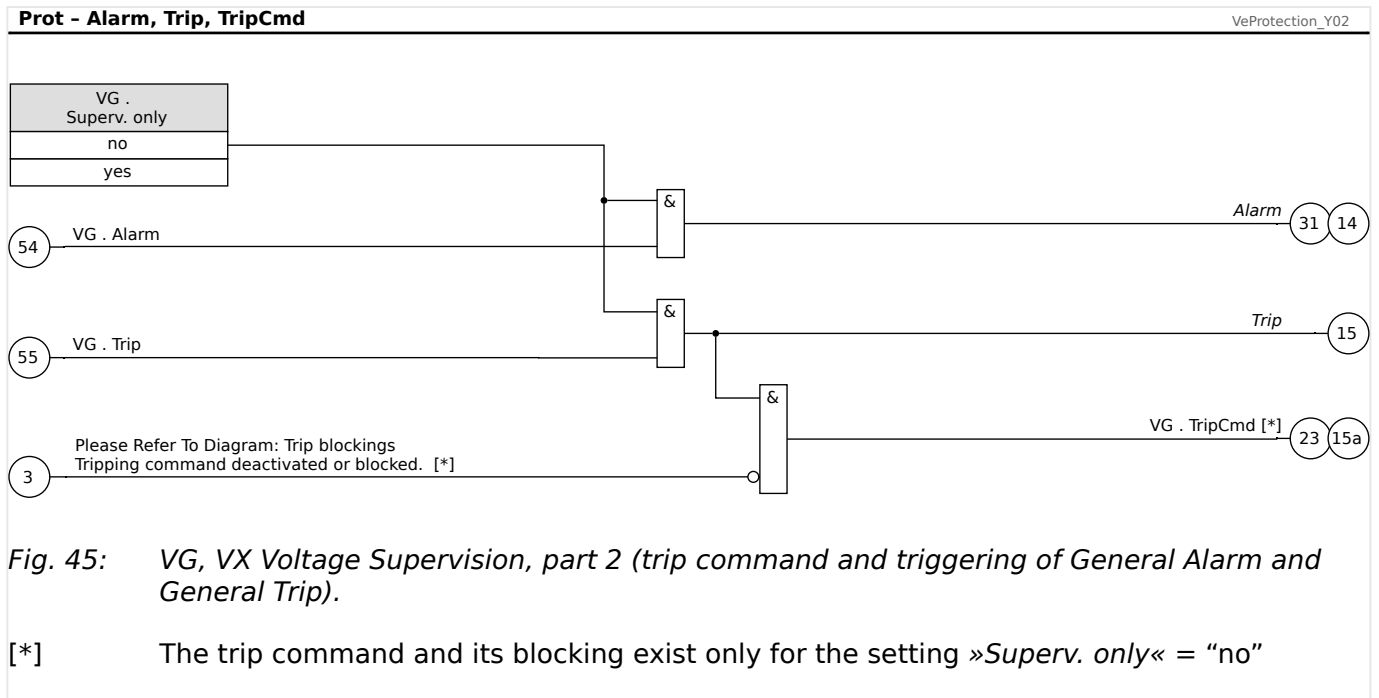 Prot – Alarm, Trip, TripCmd
VeProtection_Y02
VG .
Superv. only
no
yes
&
Alarm
31
14
54
VG . Alarm
&
Trip
15
55
VG . Trip
&
VG . TripCmd [*]
23
15a
Please Refer To Diagram: Trip blockings
Tripping command deactivated or blocked. [*]
3
Fig. 45: VG, VX Voltage Supervision, part 2 (trip command and triggering of General Alarm and
General Trip).
[*] The trip command and its blocking exist only for the setting »Superv. only« = “no”